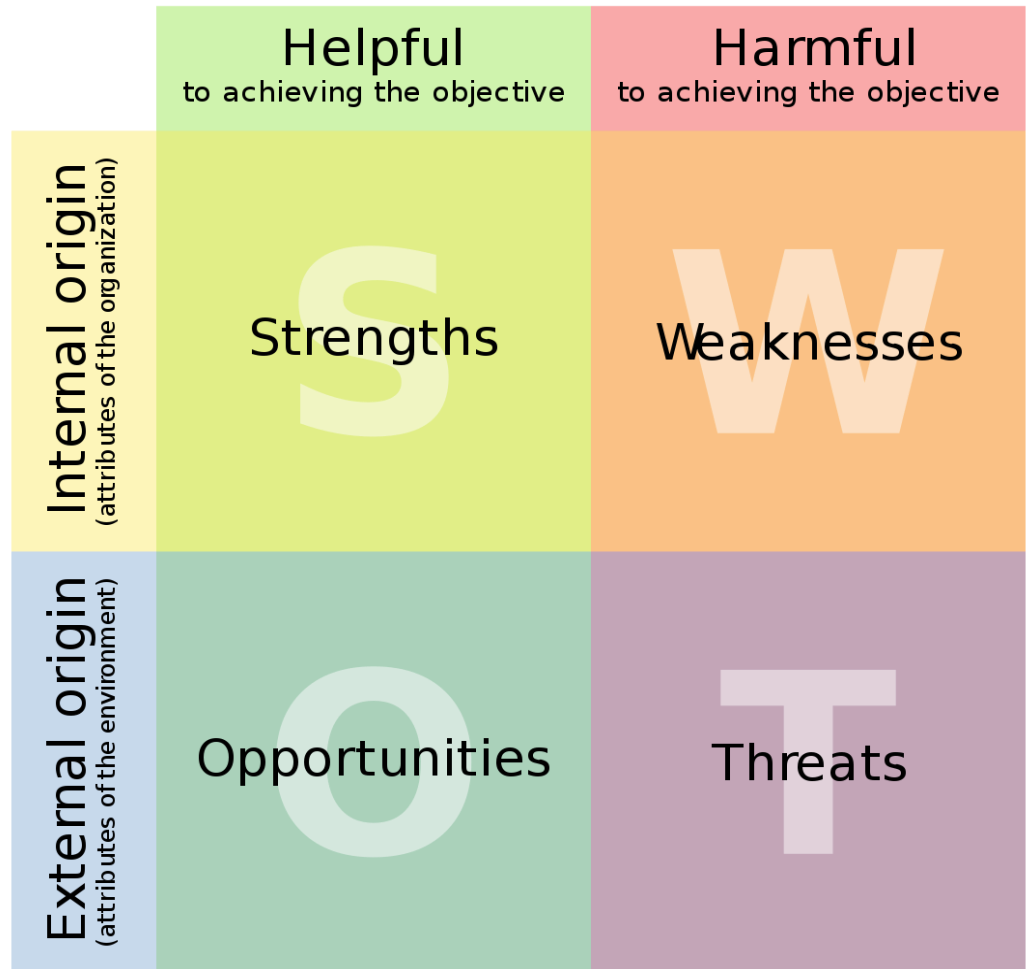 Helpful
to achieving the objective
Harmful
to achieving the objective
Internal origin
(attributes of the organization)
S
Strengths
W
Weaknesses
External origin
(attributes of the environment)
O
Opportunities
T
Threats